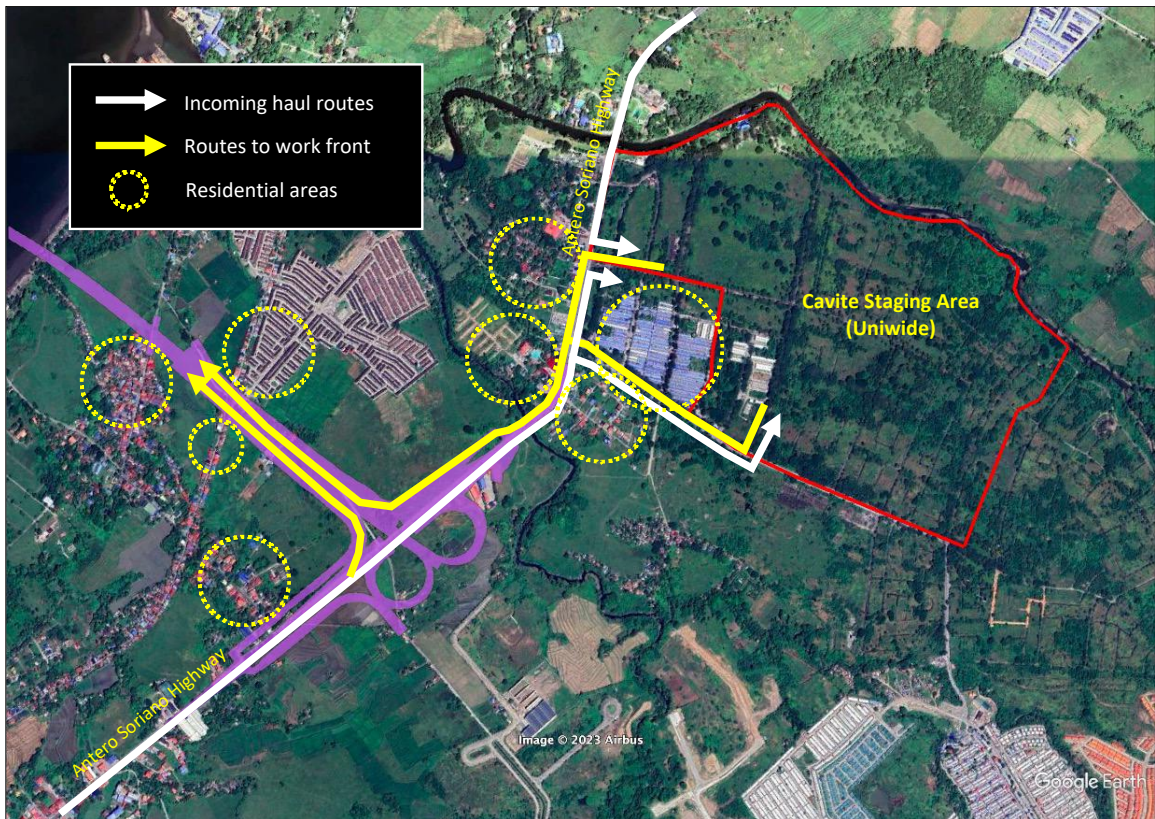 Incoming haul routes
Routes to work front
Residential areas
Antero Soriano Highway
Cavite Staging Area
(Uniwide)
Antero Soriano Highway
Image © 2023 Airbus
Google Earth